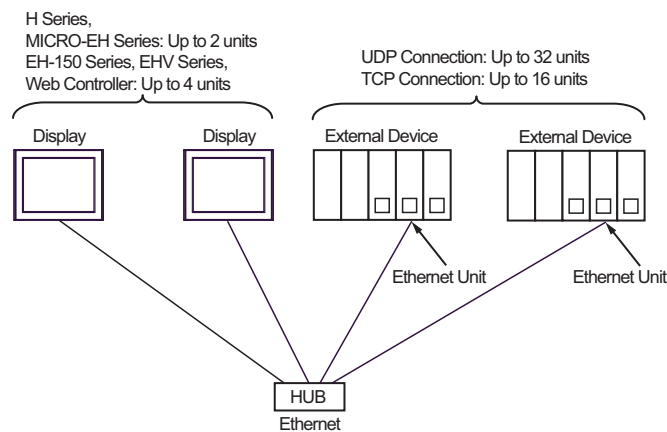 H Series,
MICRO-EH Series: Up to 2 units
EH-150 Series, EHV Series,
Web Controller: Up to 4 units
UDP Connection: Up to 32 units
TCP Connection: Up to 16 units
Display
Display
External Device
External Device
Ethernet Unit
Ethernet Unit
HUB
Ethernet